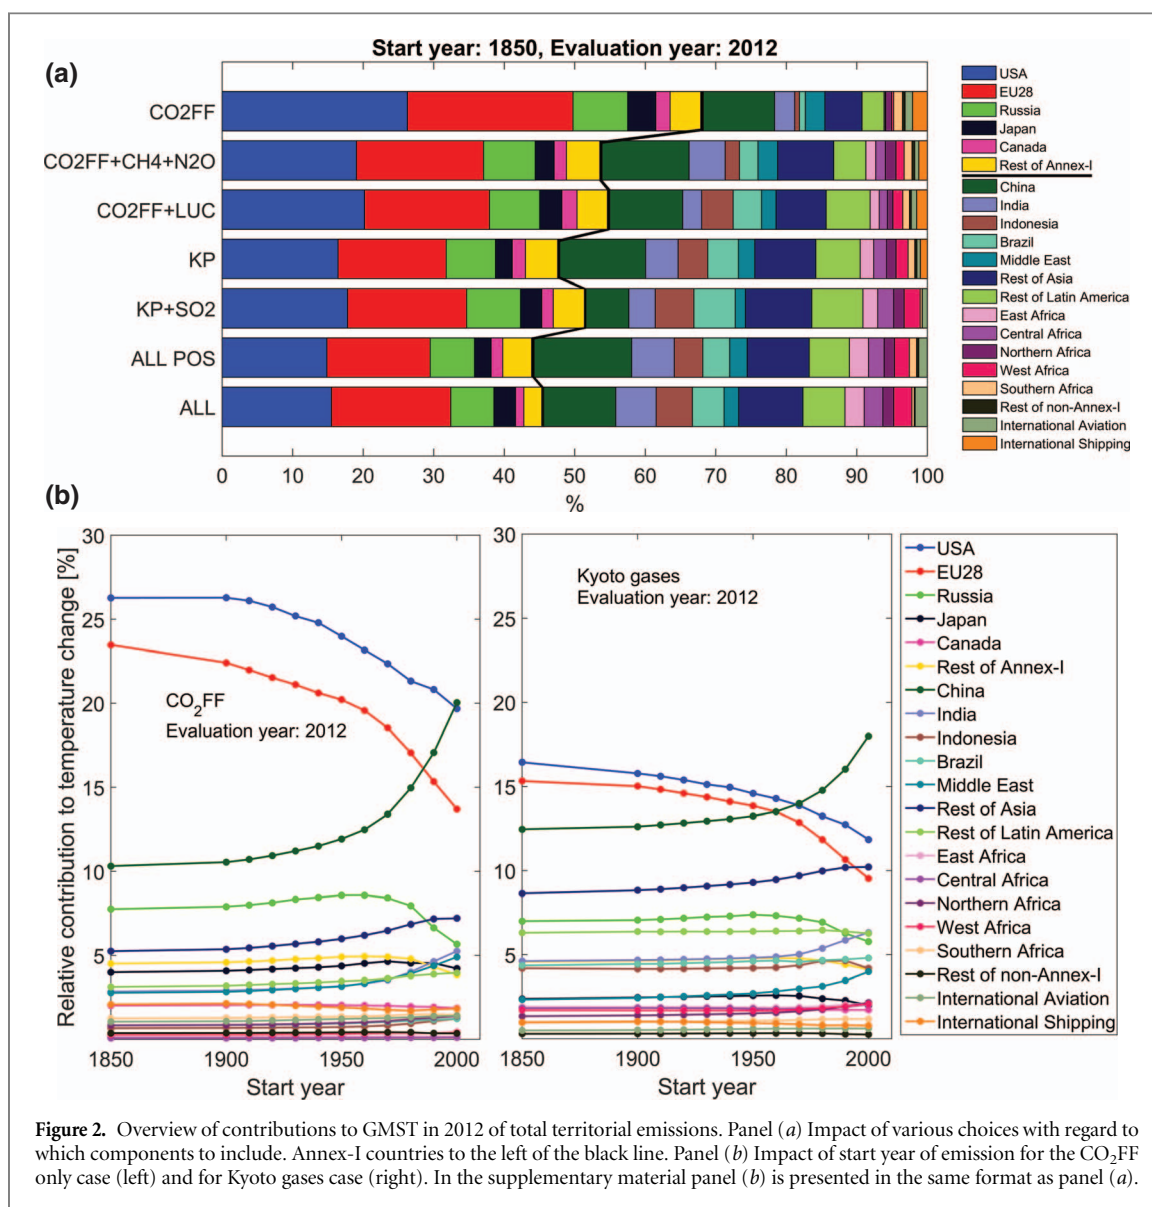 Start year: 1850, Evaluation year: 2012
(a)
0 10 20 30 40 50 60 70 80 90 100
CO2FF
CO2FF+CH4+N2O
CO2FF+LUC
KP
KP+SO2
ALL POS
ALL
0 10 20 30 40 50 60 70 80 90 100
%
USA
EU28
Russia
Japan
Canada
Rest of Annex-I
China
India
Indonesia
Brazil
Middle East
Rest of Asia
Rest of Latin America
East Africa
Central Africa
Northern Africa
West Africa
Southern Africa
Rest of non-Annex-I
International Aviation
International Shipping
(b)
Relative contribution to temperature change [%]
30
25
20
15
10
5
CO2FF
Evaluation year: 2012
1850 1900 1950 2000
Start year
30
25
20
15
10
5
Kyoto gases
Evaluation year: 2012
1850 1900 1950 2000
Start year
USA
EU28
Russia
Japan
Canada
Rest of Annex-I
China
India
Indonesia
Brazil
Middle East
Rest of Asia
Rest of Latin America
East Africa
Central Africa
Northern Africa
West Africa
Southern Africa
Rest of non-Annex-I
International Aviation
International Shipping
Figure 2. Overview of contributions to GMST in 2012 of total territorial emissions. Panel (a) Impact of various choices with regard to
which components to include. Annex-I countries to the left of the black line. Panel (b) Impact of start year of emission for the CO2FF
only case (left) and for Kyoto gases case (right). In the supplementary material panel (b) is presented in the same format as panel (a).